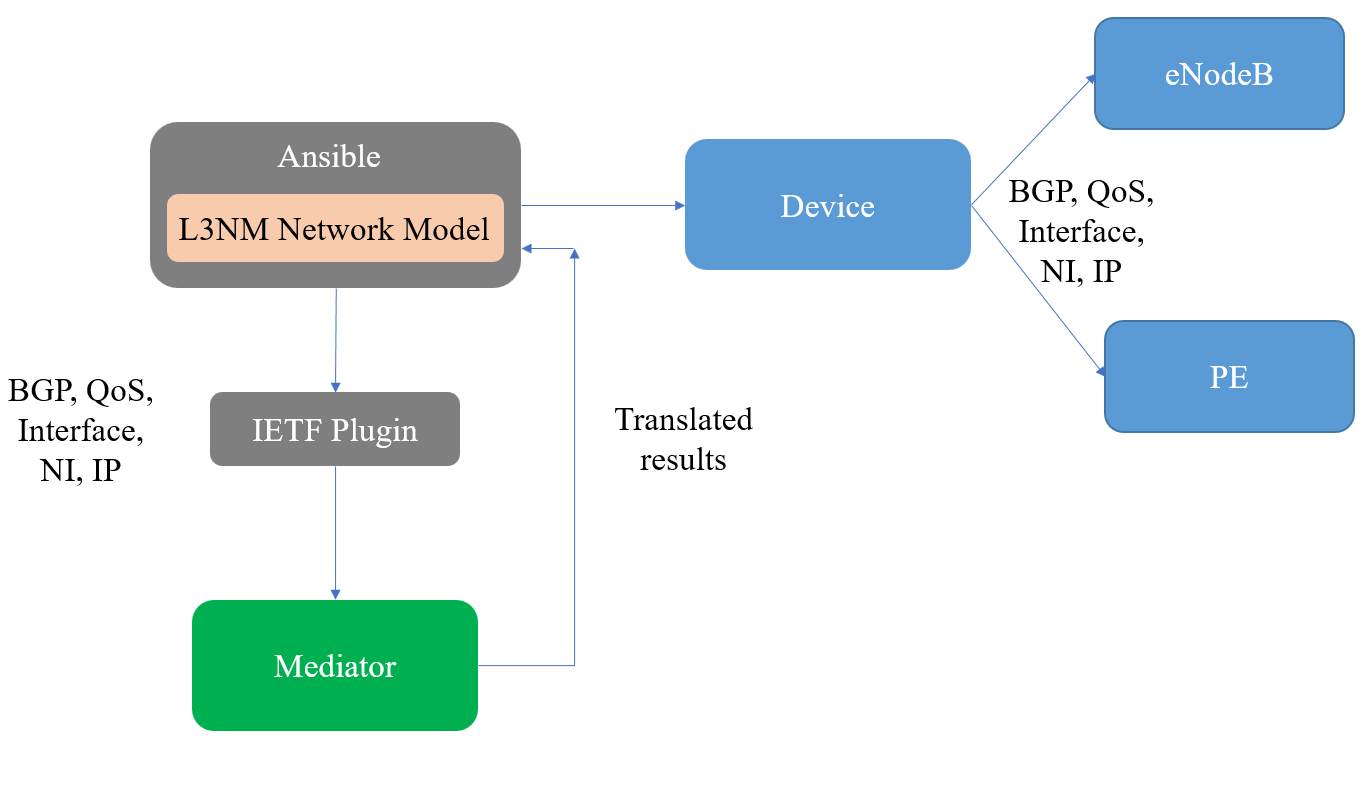 eNodeB
Ansible
L3NM Network Model
Device
BGP, QoS,
Interface,
NI, IP
PE
BGP, QoS,
Interface,
NI, IP
IETF Plugin
Translated
results
Mediator